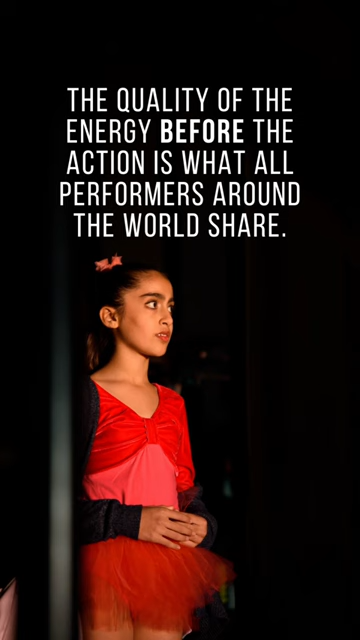 THE QUALITY OF THE
ENERGY BEFORE THE
ACTION IS WHAT ALL
PERFORMERS AROUND
THE WORLD SHARE.